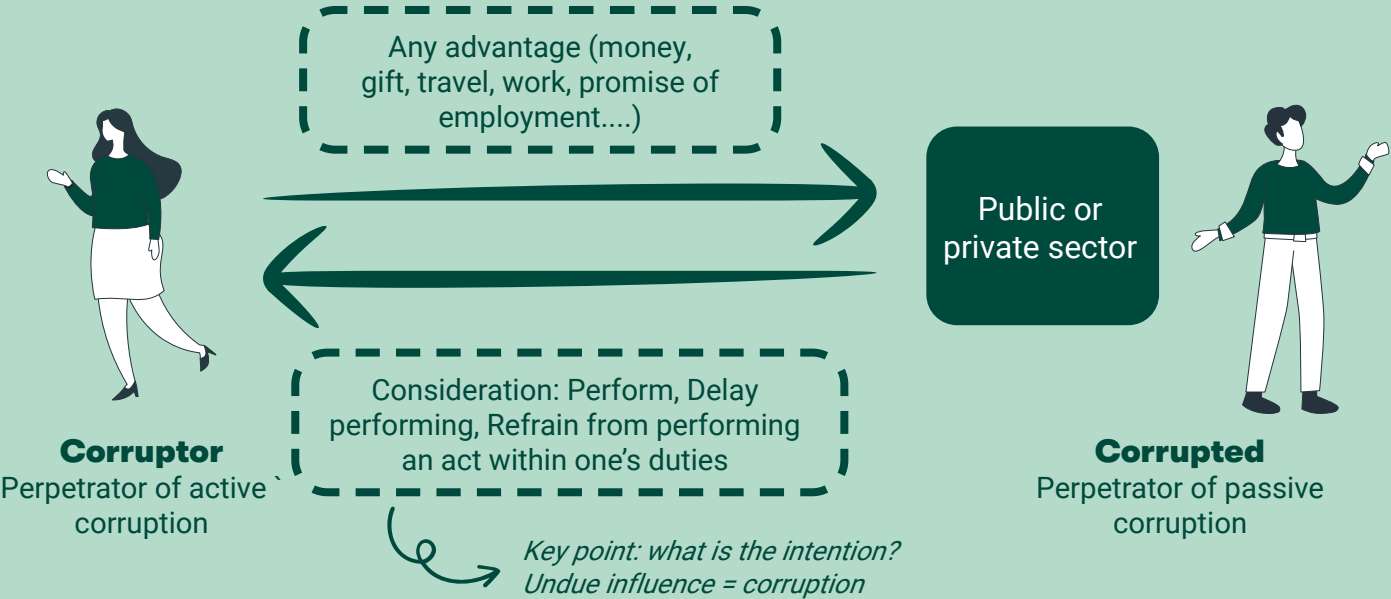 Any advantage (money,
gift, travel, work, promise of
employment....)
Public or
private sector
Consideration: Perform, Delay
performing, Refrain from performing
an act within one's duties
Corruptor
Perpetrator of active `
corruption
Corrupted
Perpetrator of passive
corruption
Key point: what is the intention?
Undue influence = corruption